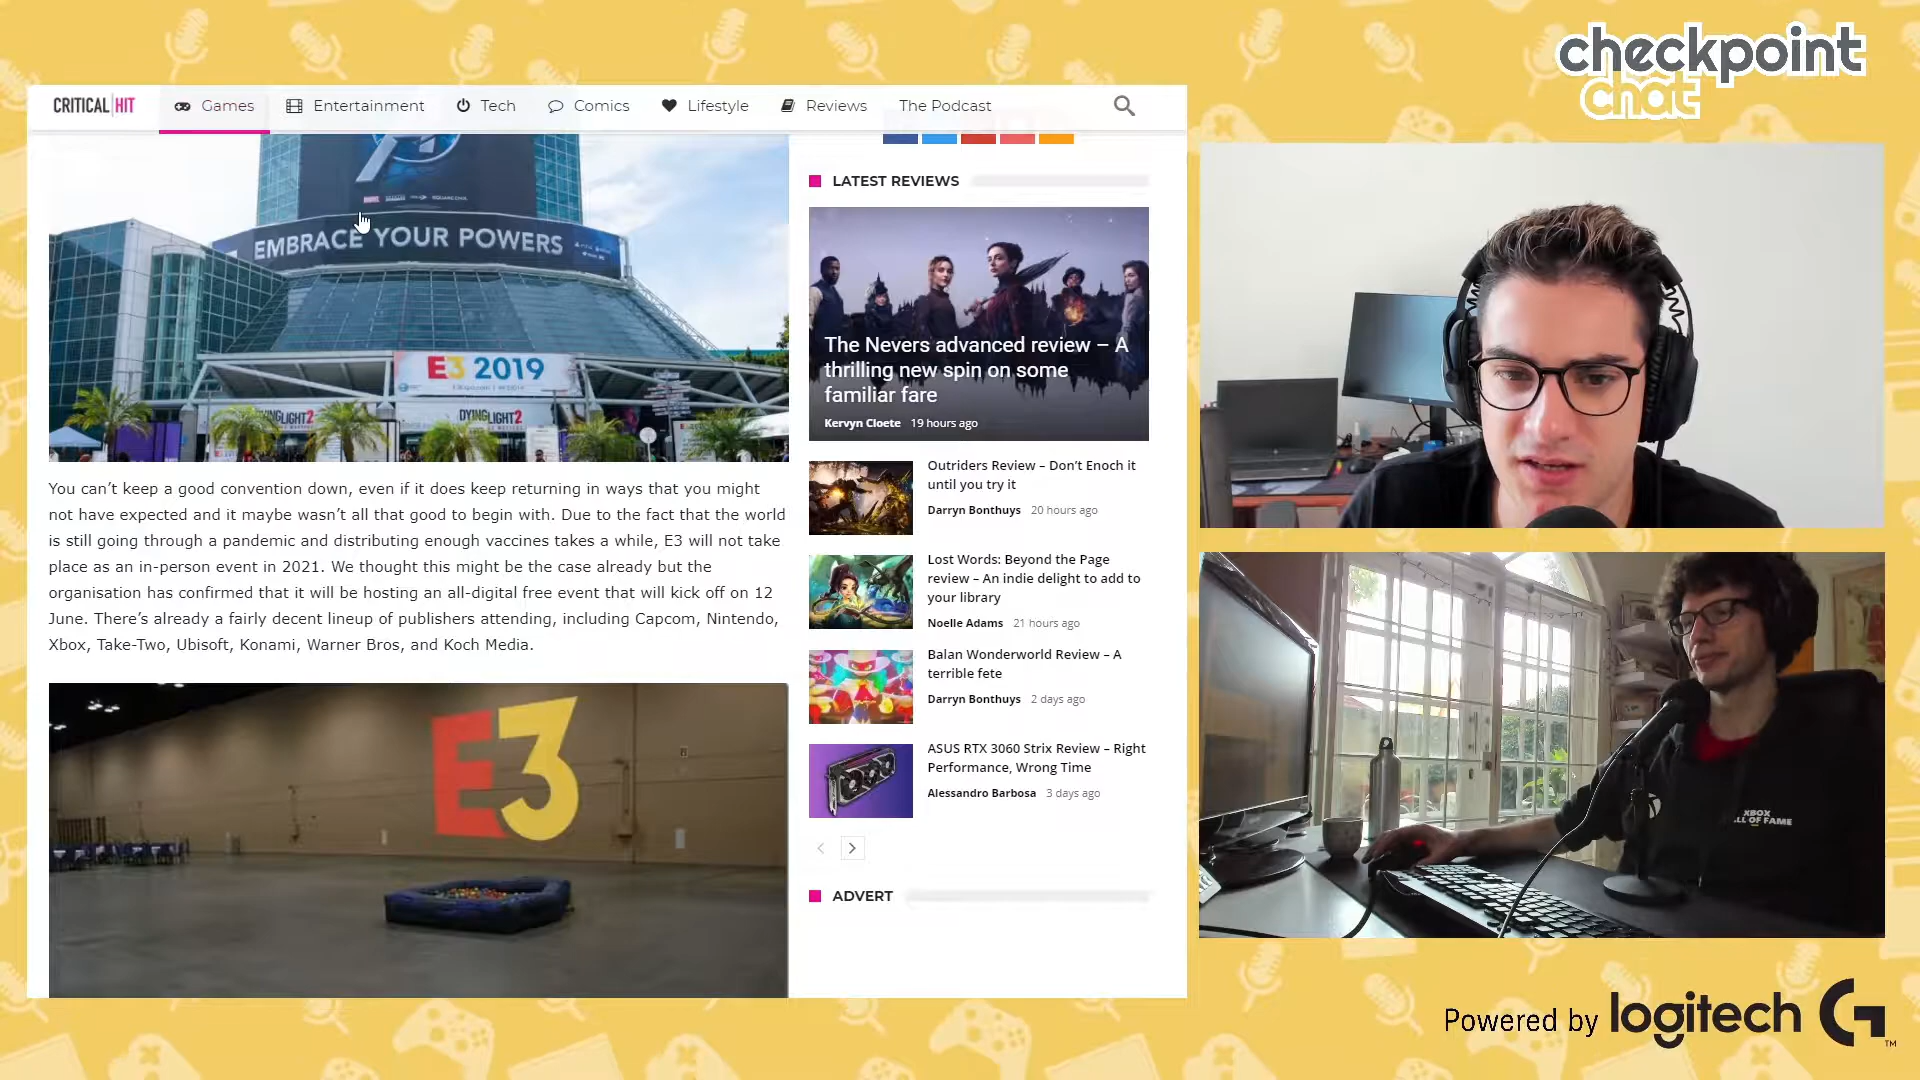 checkpoint
chat
CRITICAL HIT
Games
Entertainment
Tech
Comics
Lifestyle
Reviews
The Podcast
EMBRACE YOUR POWERS
E3 2019
DYINGLIGHT2
You can’t keep a good convention down, even if it does keep returning in ways that you might
not have expected and it maybe wasn’t all that good to begin with. Due to the fact that the world
is still going through a pandemic and distributing enough vaccines takes a while, E3 will not take
place as an in-person event in 2021. We thought this might be the case already but the
organisation has confirmed that it will be hosting an all-digital free event that will kick off on 12
June. There’s already a fairly decent lineup of publishers attending, including Capcom, Nintendo,
Xbox, Take-Two, Ubisoft, Konami, Warner Bros, and Koch Media.
E3
LATEST REVIEWS
The Nevers advanced review – A
thrilling new spin on some
familiar fare
Kervyn Cloete 19 hours ago
Outriders Review – Don’t Enoch it
until you try it
Darryn Bonthuys 20 hours ago
Lost Words: Beyond the Page
review – An indie delight to add to
your library
Noelle Adams 21 hours ago
Balan Wonderworld Review – A
terrible fete
Darryn Bonthuys 2 days ago
ASUS RTX 3060 Strix Review – Right
Performance, Wrong Time
Alessandro Barbosa 3 days ago
ADVERT
XBOX
OF FAME
Powered by logitech G
TM